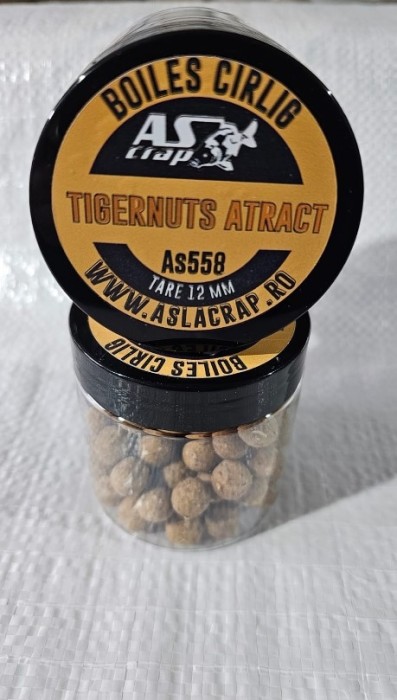 BOILES CIRLIG
AS
crap
TIGERNUTS ATRACT
AS558
TARE 12 MM
WWW.ASLACRAP.RO
BOILES CIRLIG